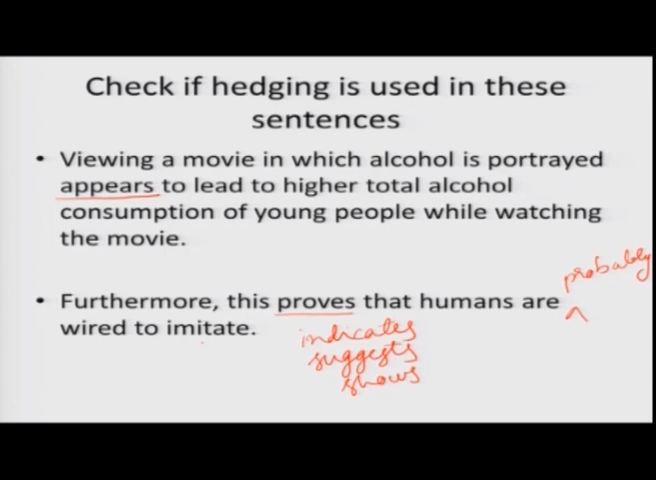 Check if hedging is used in these
sentences
• Viewing a movie in which alcohol is portrayed
appears to lead to higher total alcohol
consumption of young people while watching
the movie.
probably
• Furthermore, this proves that humans are ^
wired to imitate.
indicates
suggests
shows